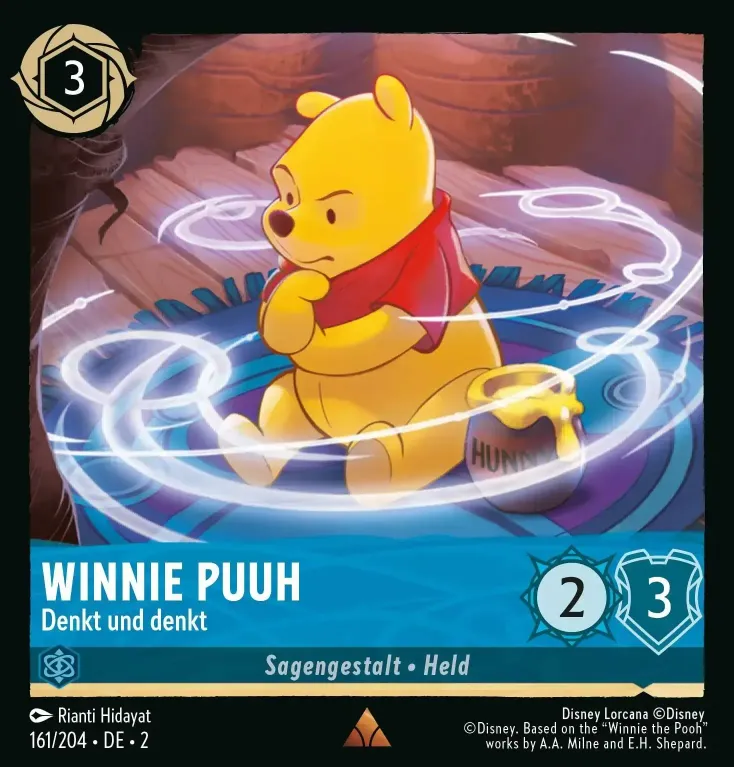 3
HUNNY
WINNIE PUUH
Denkt und denkt
2
3
Sagengestalt • Held
Rianti Hidayat
161/204 • DE • 2
Disney Lorcana ©Disney
©Disney. Based on the "Winnie the Pooh"
works by A.A. Milne and E.H. Shepard.